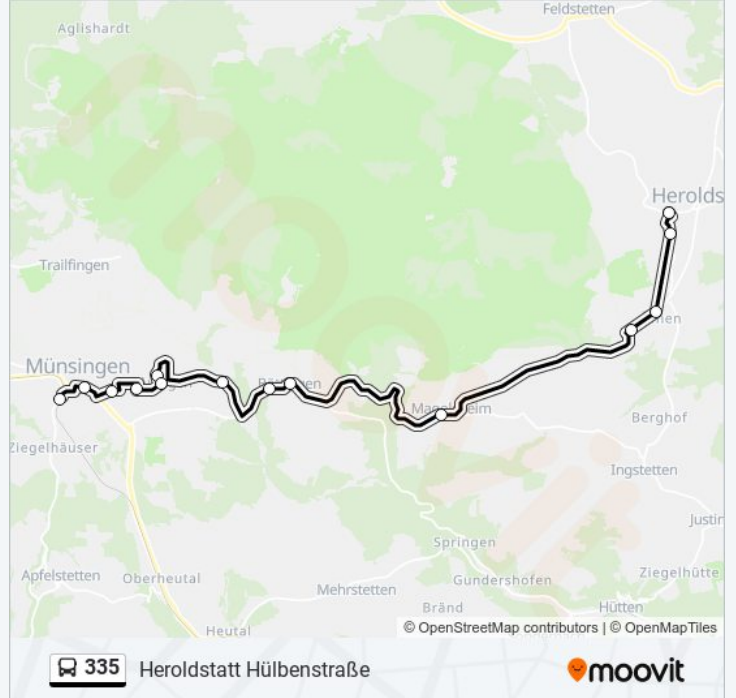 Feldstetten
Aglishardt
Herolds
Trailfingen
Münsingen
Magolsheim
Berghof
Ziegelhäuser
Ingstetten
Justin
Springen
Ziegelhütte
Apfelstetten
Oberheutal
Gundershofen
Mehrstetten
Bränd
Hütten
Heutal
© OpenStreetMap contributors | © OpenMapTiles
335 Heroldstatt Hülbenstraße
moovit